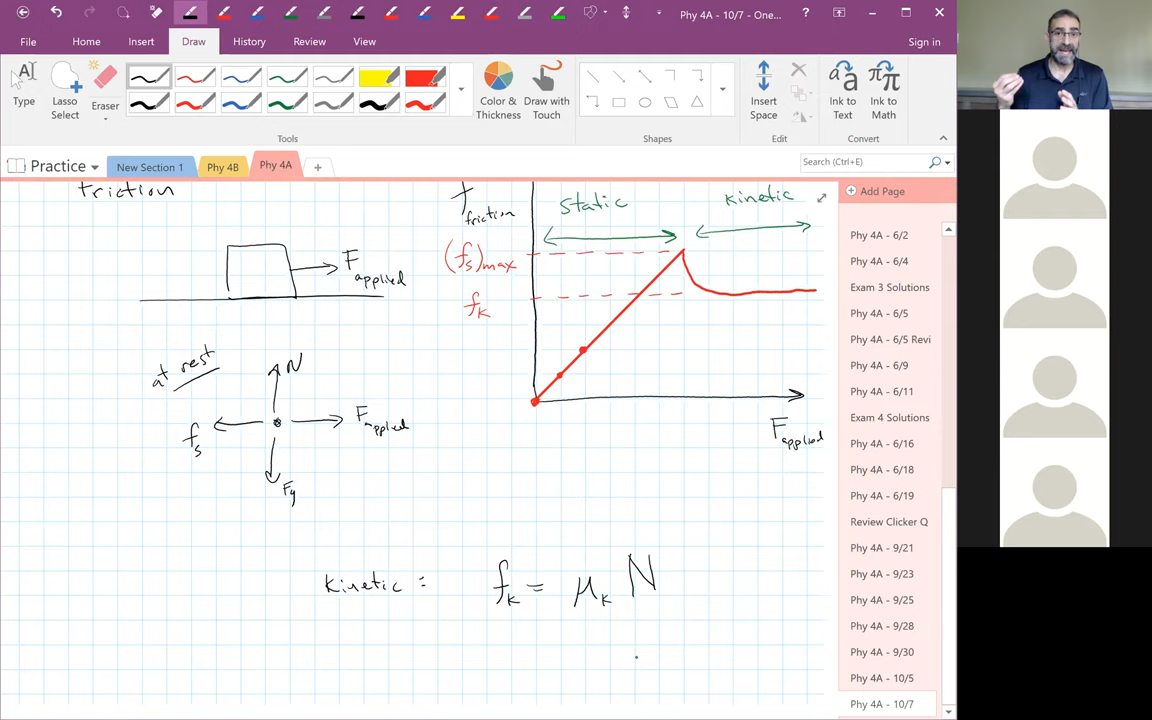 Phy 4A - 10/7 - One...
?
File
Home
Insert
Draw
History
Review
View
Sign in
Type
Lasso
Select
Eraser
Color &
Thickness
Draw with
Touch
Insert
Space
Ink to
Text
Ink to
Math
Tools
Shapes
Edit
Convert
Practice
New Section 1
Phy 4B
Phy 4A
Search (Ctrl+E)
Add Page
Phy 4A - 6/2
Phy 4A - 6/4
Exam 3 Solutions
Phy 4A - 6/5
Phy 4A - 6/5 Revi
Phy 4A - 6/9
Phy 4A - 6/11
Exam 4 Solutions
Phy 4A - 6/16
Phy 4A - 6/18
Phy 4A - 6/19
Review Clicker Q
Phy 4A - 9/21
Phy 4A - 9/23
Phy 4A - 9/25
Phy 4A - 9/28
Phy 4A - 9/30
Phy 4A - 10/5
Phy 4A - 10/7
friction
F applied
at rest
N
F applied
fs
Fg
f friction
static
kinetic
(fs)max
fk
F applied
kinetic: fk = μk N